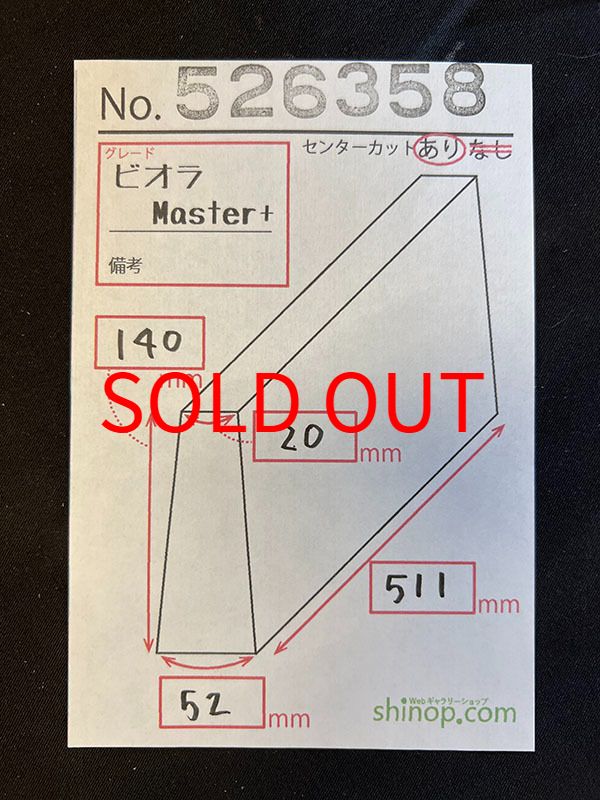 No. 526358
センターカット あり なし
グレード
ビオラ
Master+
備考
140
mm
SOLD OUT
20
mm
511
mm
52
mm
Webギャラリーショップ
shinop.com